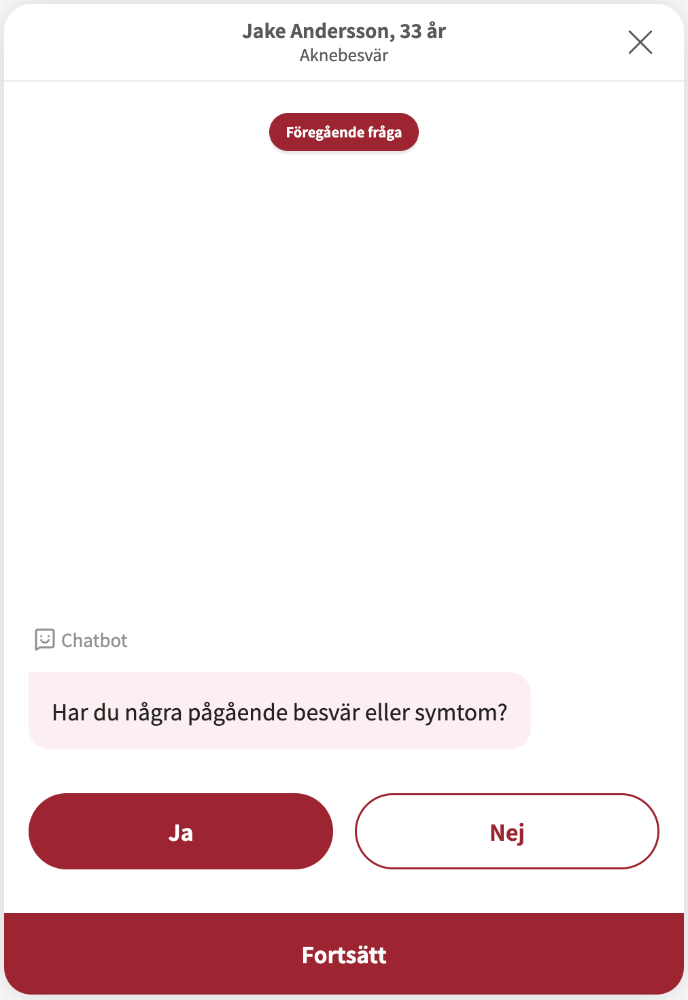 Jake Andersson, 33 år
Aknebesvär
Föregående fråga
Chatbot
Har du några pågående besvär eller symtom?
Ja
Nej
Fortsätt